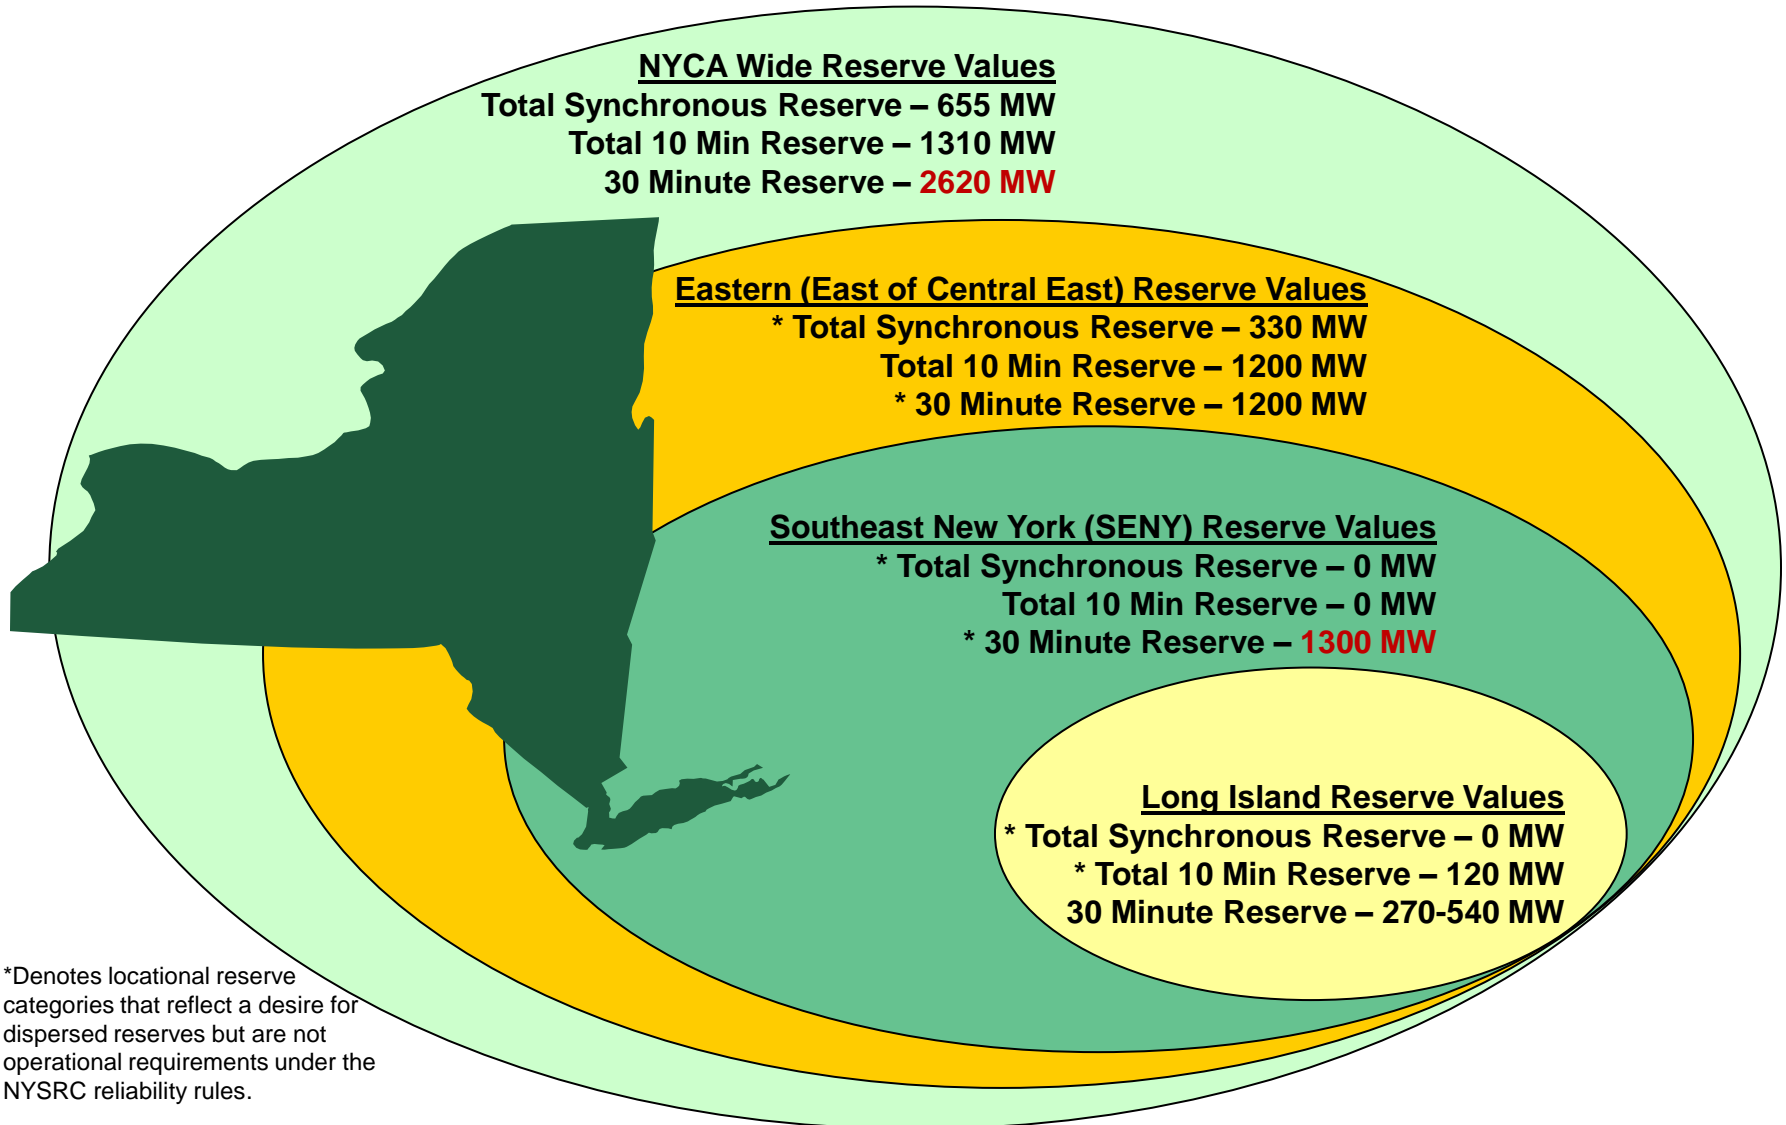 NYCA Wide Reserve Values
Total Synchronous Reserve – 655 MW
Total 10 Min Reserve – 1310 MW
30 Minute Reserve – 2620 MW
Eastern (East of Central East) Reserve Values
* Total Synchronous Reserve – 330 MW
Total 10 Min Reserve – 1200 MW
* 30 Minute Reserve – 1200 MW
Southeast New York (SENY) Reserve Values
* Total Synchronous Reserve – 0 MW
Total 10 Min Reserve – 0 MW
* 30 Minute Reserve – 1300 MW
Long Island Reserve Values
* Total Synchronous Reserve – 0 MW
* Total 10 Min Reserve – 120 MW
30 Minute Reserve – 270-540 MW
*Denotes locational reserve
categories that reflect a desire for
dispersed reserves but are not
operational requirements under the
NYSRC reliability rules.